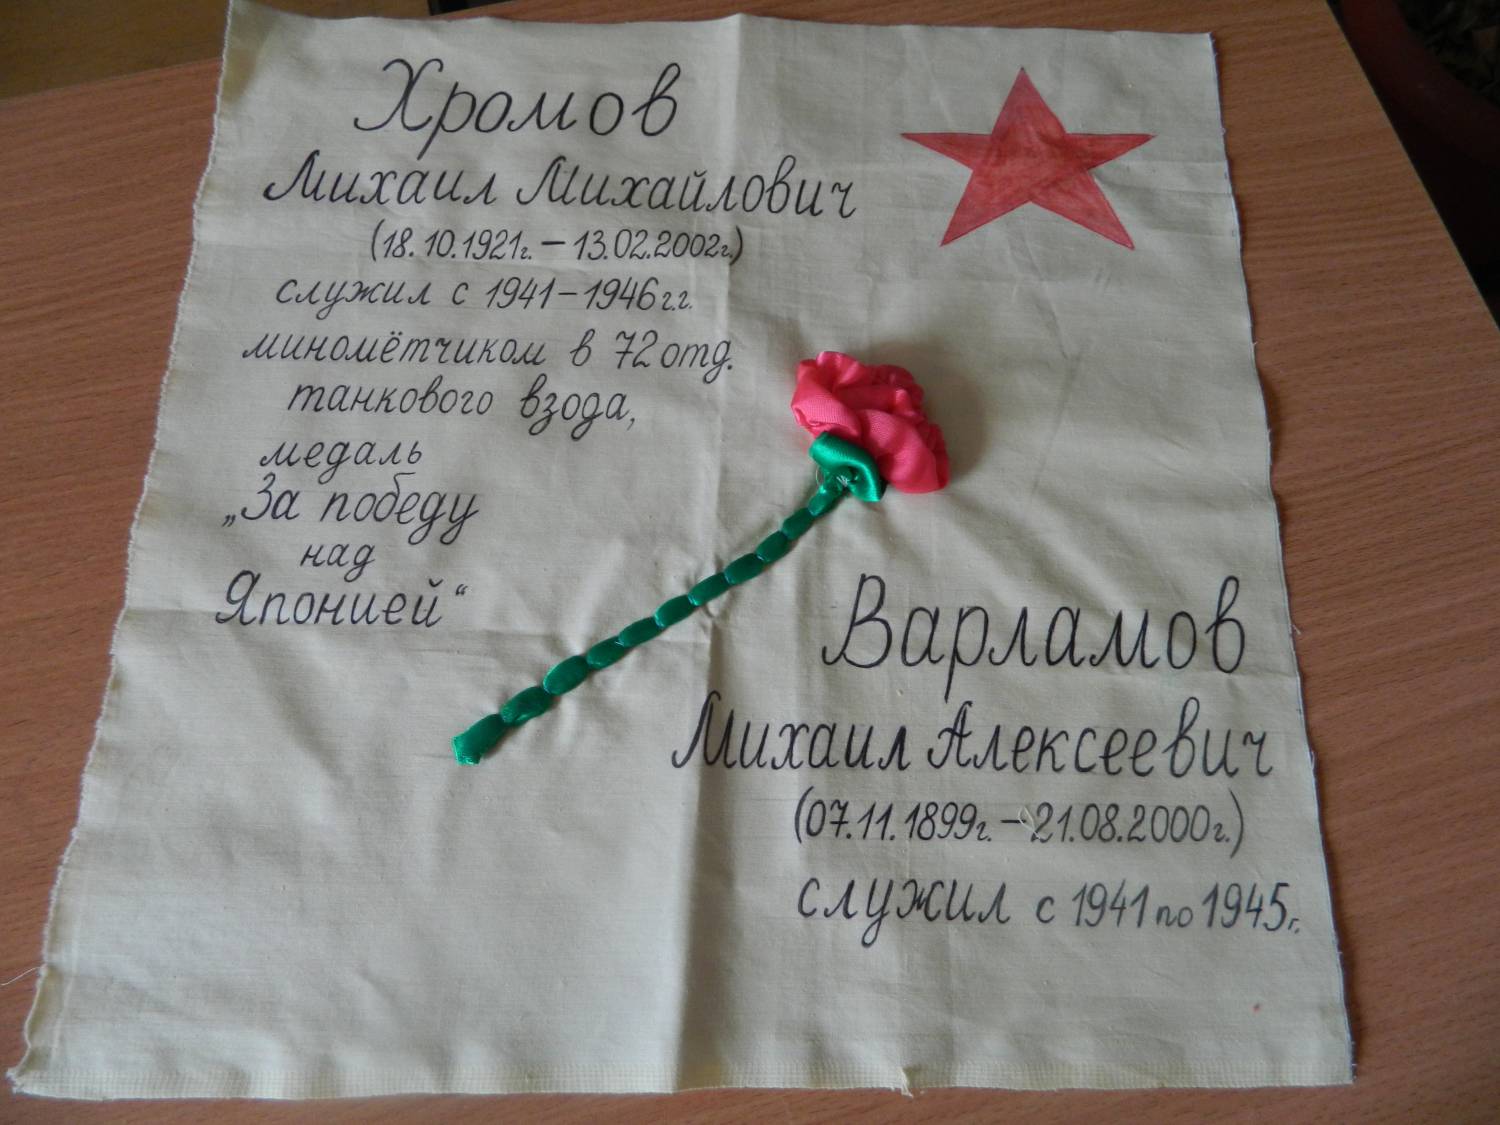 Хромов
Михаил Михайлович
(18.10.1921г. – 13.02.2002г.)
служил с 1941–1946г.г.
миномётчиком в 72 отд.
танкового взода,
медаль
„За победу
над
Японией“
Варламов
Михаил Алексеевич
(07.11.1899г. – 21.08.2000г.)
служил с 1941 по 1945г.